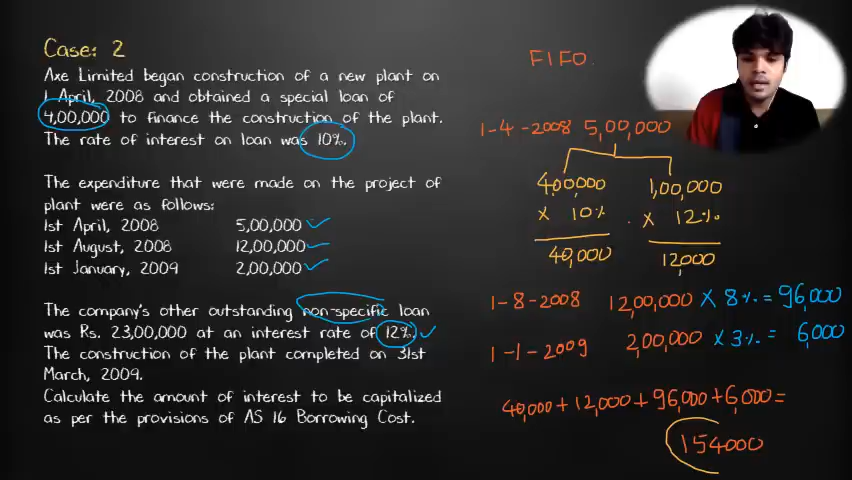 Case: 2
Axe Limited began construction of a new plant on
1 April, 2008 and obtained a special loan of
4,00,000 to finance the construction of the plant.
The rate of interest on loan was 10%.
The expenditure that were made on the project of
plant were as follows:
1st April, 2008 5,00,000
1st August, 2008 12,00,000
1st January, 2009 2,00,000
The company's other outstanding non-specific loan
was Rs. 23,00,000 at an interest rate of 12%.
The construction of the plant completed on 31st
March, 2009.
Calculate the amount of interest to be capitalized
as per the provisions of AS 16 Borrowing Cost.
FIFO.
1-4-2008 5,00,000
4,00,000 1,00,000
x 10% x 12%
40,000 12,000
1-8-2008 12,00,000 x 8% = 96,000
1-1-2009 2,00,000 x 3% = 6,000
40,000 + 12,000 + 96,000 + 6,000 =
154000